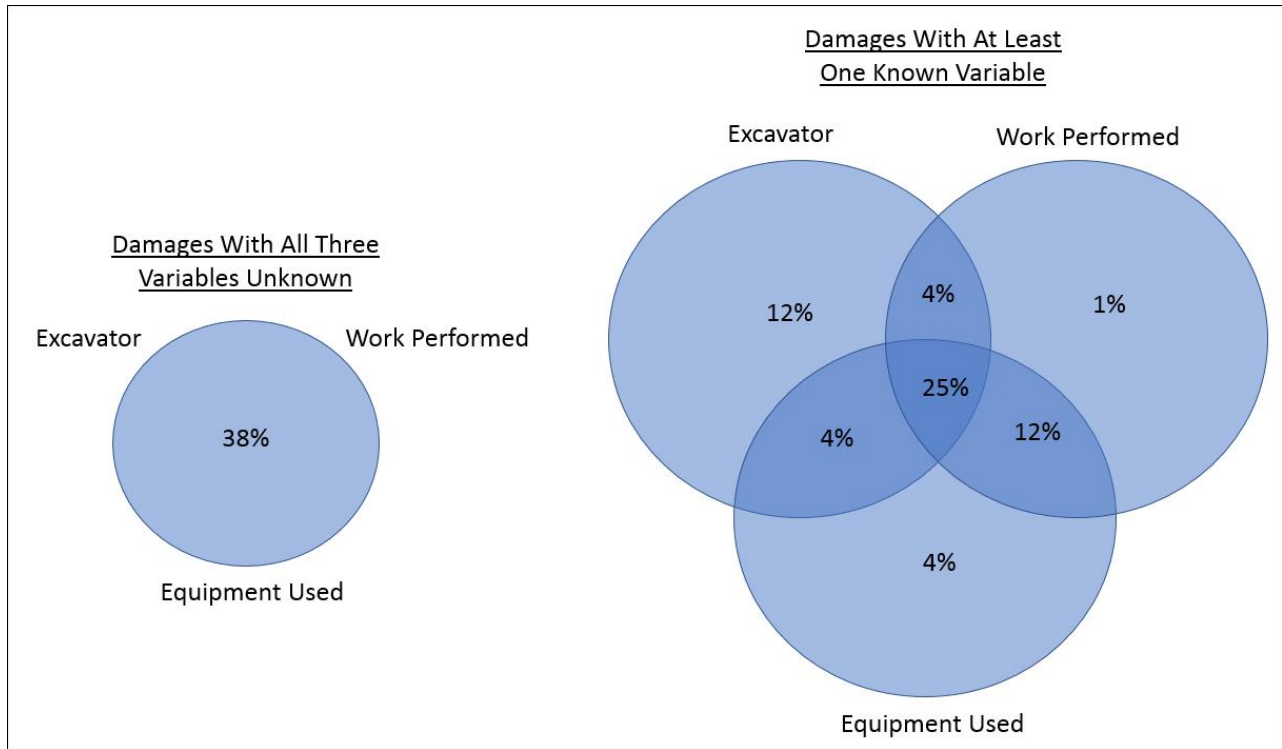 Damages With All Three
Variables Unknown
Excavator
Work Performed
38%
Equipment Used
Damages With At Least
One Known Variable
Excavator
Work Performed
12%
4%
1%
25%
4%
12%
4%
Equipment Used